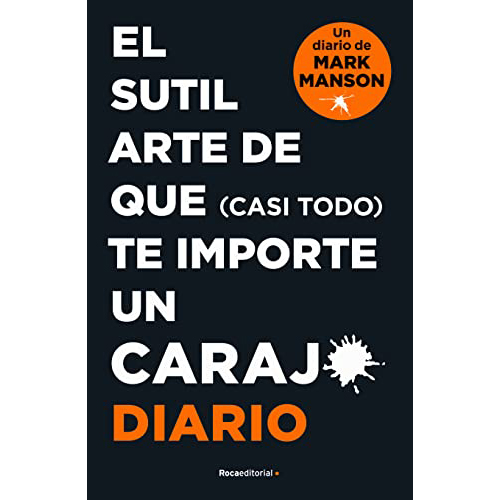 EL
SUTIL
ARTE DE
QUE (CASI TODO)
TE IMPORTE
UN
CARAJO
DIARIO
Un
diario de
MARK
MANSON
Rocaeditorial